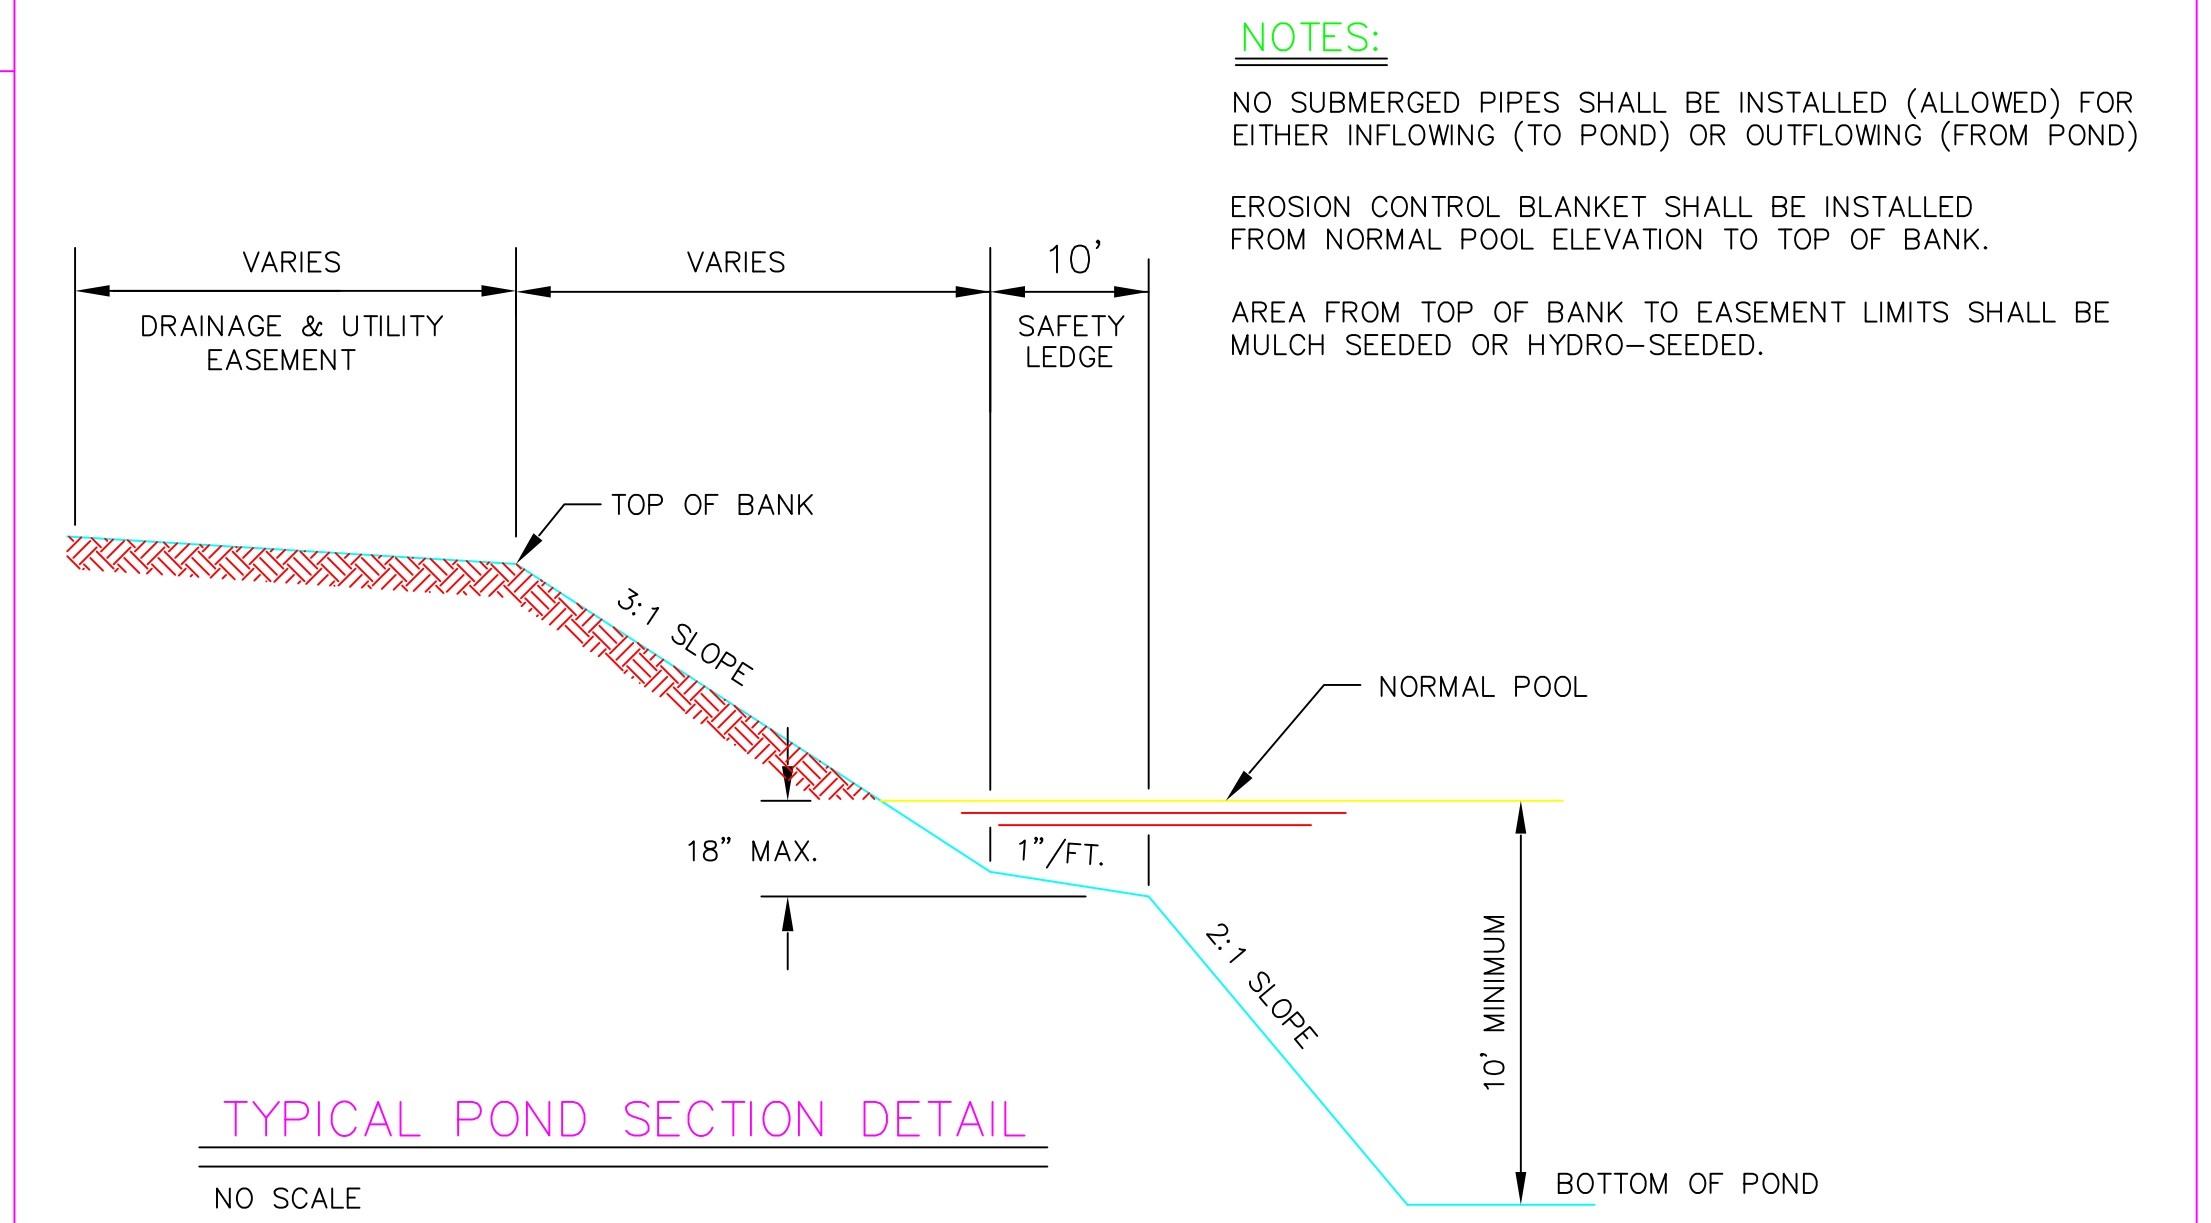 NOTES:
NO SUBMERGED PIPES SHALL BE INSTALLED (ALLOWED) FOR
EITHER INFLOWING (TO POND) OR OUTFLOWING (FROM POND)
EROSION CONTROL BLANKET SHALL BE INSTALLED
FROM NORMAL POOL ELEVATION TO TOP OF BANK.
AREA FROM TOP OF BANK TO EASEMENT LIMITS SHALL BE
MULCH SEEDED OR HYDRO-SEEDED.
VARIES
DRAINAGE & UTILITY
EASEMENT
VARIES
10'
SAFETY
LEDGE
TOP OF BANK
3:1 SLOPE
NORMAL POOL
18" MAX.
1"/FT.
2:1 SLOPE
10' MINIMUM
BOTTOM OF POND
TYPICAL POND SECTION DETAIL
NO SCALE